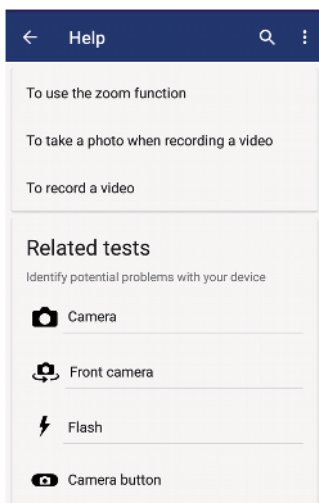 Help
To use the zoom function
To take a photo when recording a video
To record a video
Related tests
Identify potential problems with your device
Camera
Front camera
Flash
Camera button